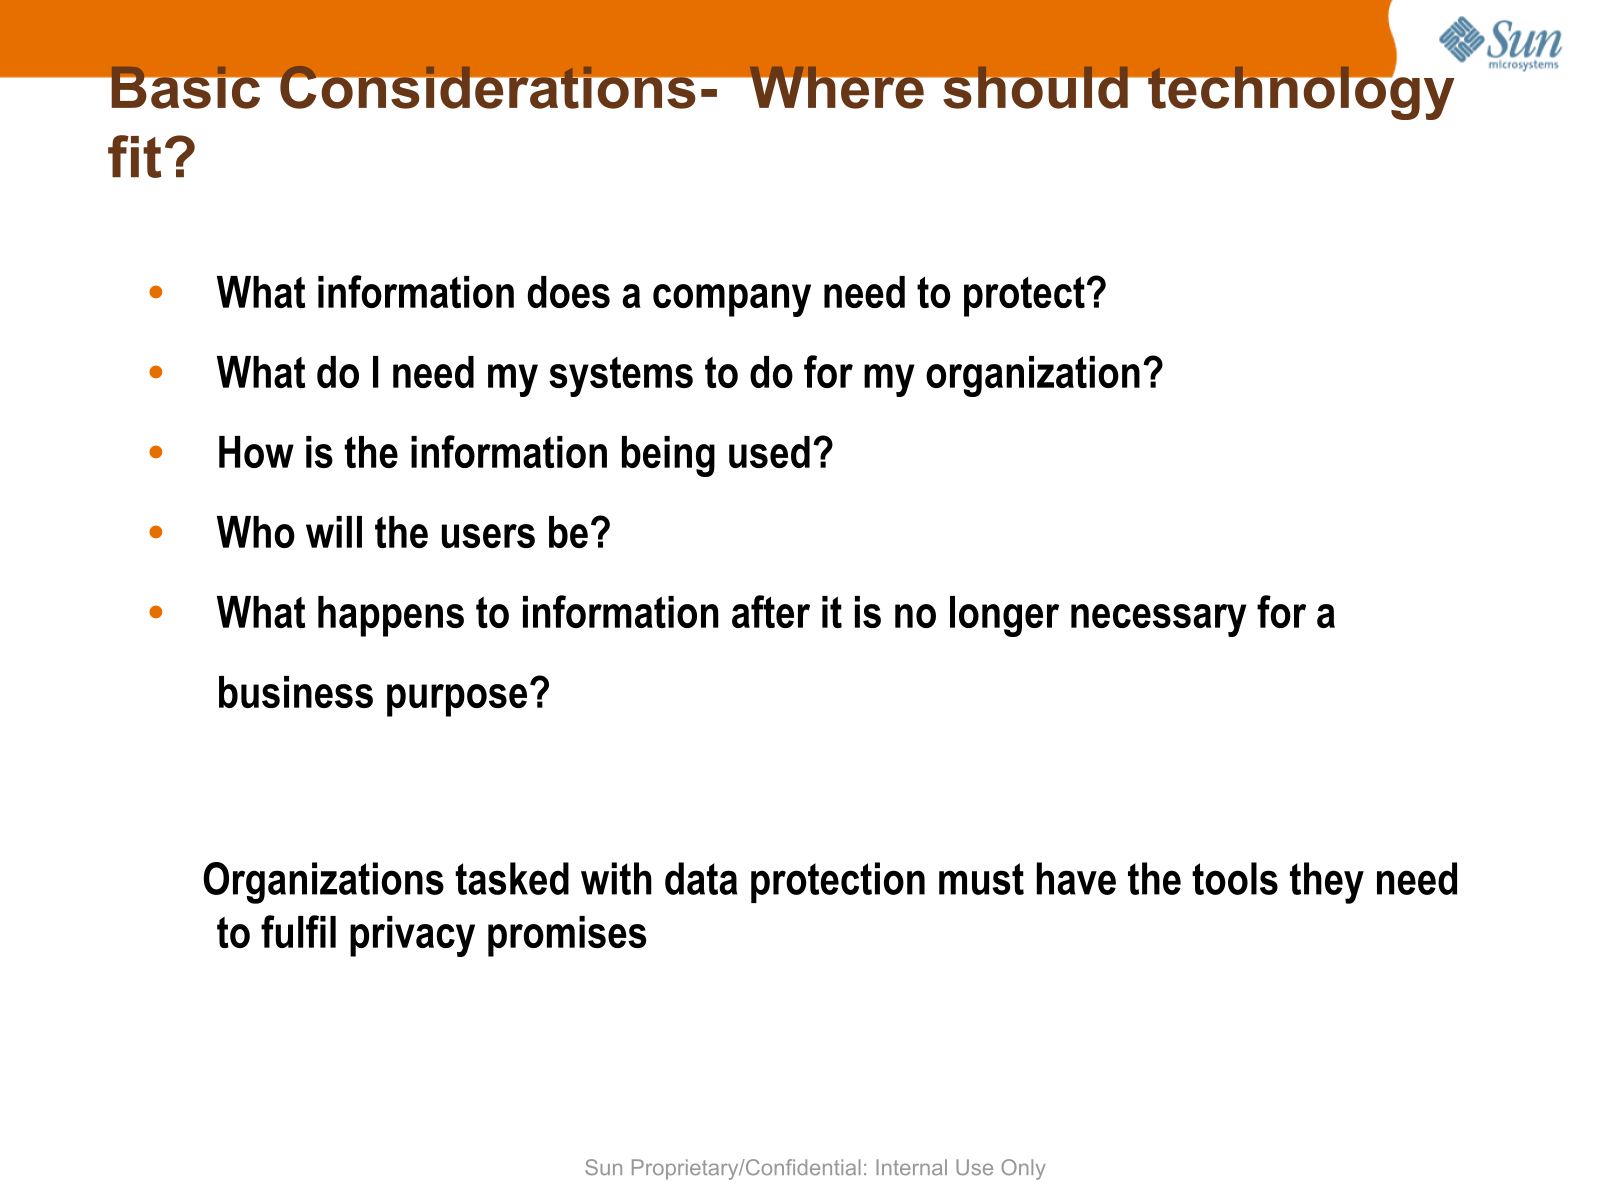 Sun
microsystems
Basic Considerations-  Where should technology
fit?
• What information does a company need to protect?
• What do I need my systems to do for my organization?
• How is the information being used?
• Who will the users be?
• What happens to information after it is no longer necessary for a
business purpose?
Organizations tasked with data protection must have the tools they need
to fulfil privacy promises
Sun Proprietary/Confidential: Internal Use Only